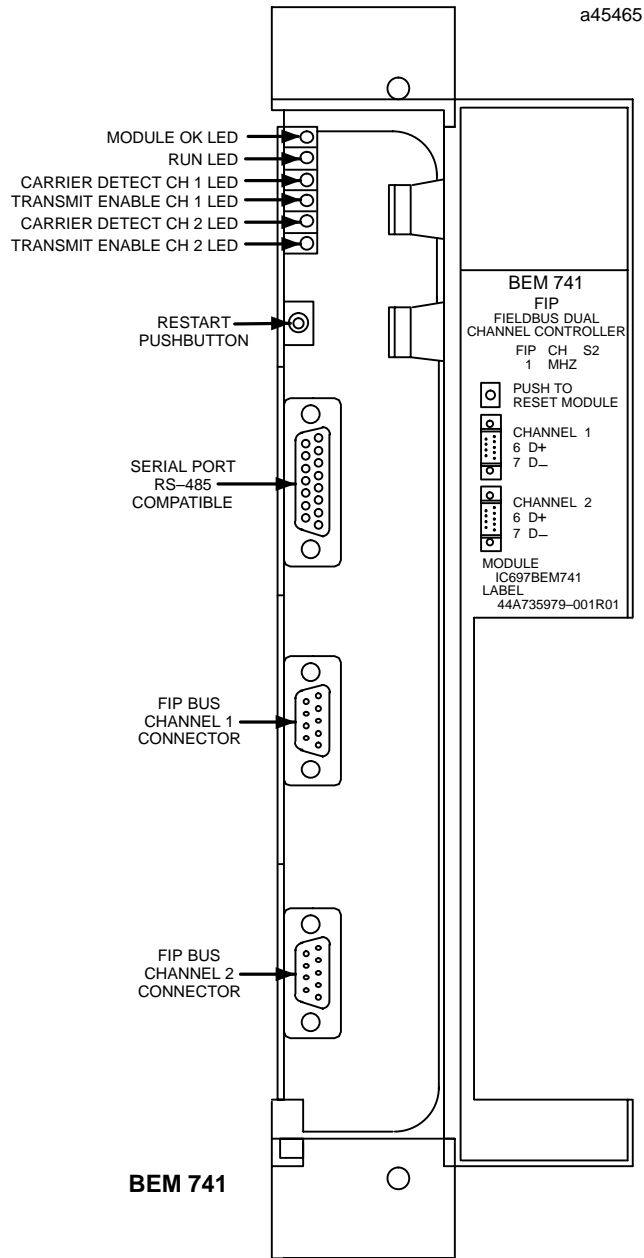 a45465
MODULE OK LED
RUN LED
CARRIER DETECT CH 1 LED
TRANSMIT ENABLE CH 1 LED
CARRIER DETECT CH 2 LED
TRANSMIT ENABLE CH 2 LED
RESTART
PUSHBUTTON
SERIAL PORT
RS–485
COMPATIBLE
FIP BUS
CHANNEL 1
CONNECTOR
FIP BUS
CHANNEL 2
CONNECTOR
BEM 741
BEM 741
FIP
FIELDBUS DUAL
CHANNEL CONTROLLER
FIP CH S2
1 MHZ
PUSH TO
RESET MODULE
CHANNEL 1
6 D+
7 D–
CHANNEL 2
6 D+
7 D–
MODULE
IC697BEM741
LABEL
44A735979–001R01